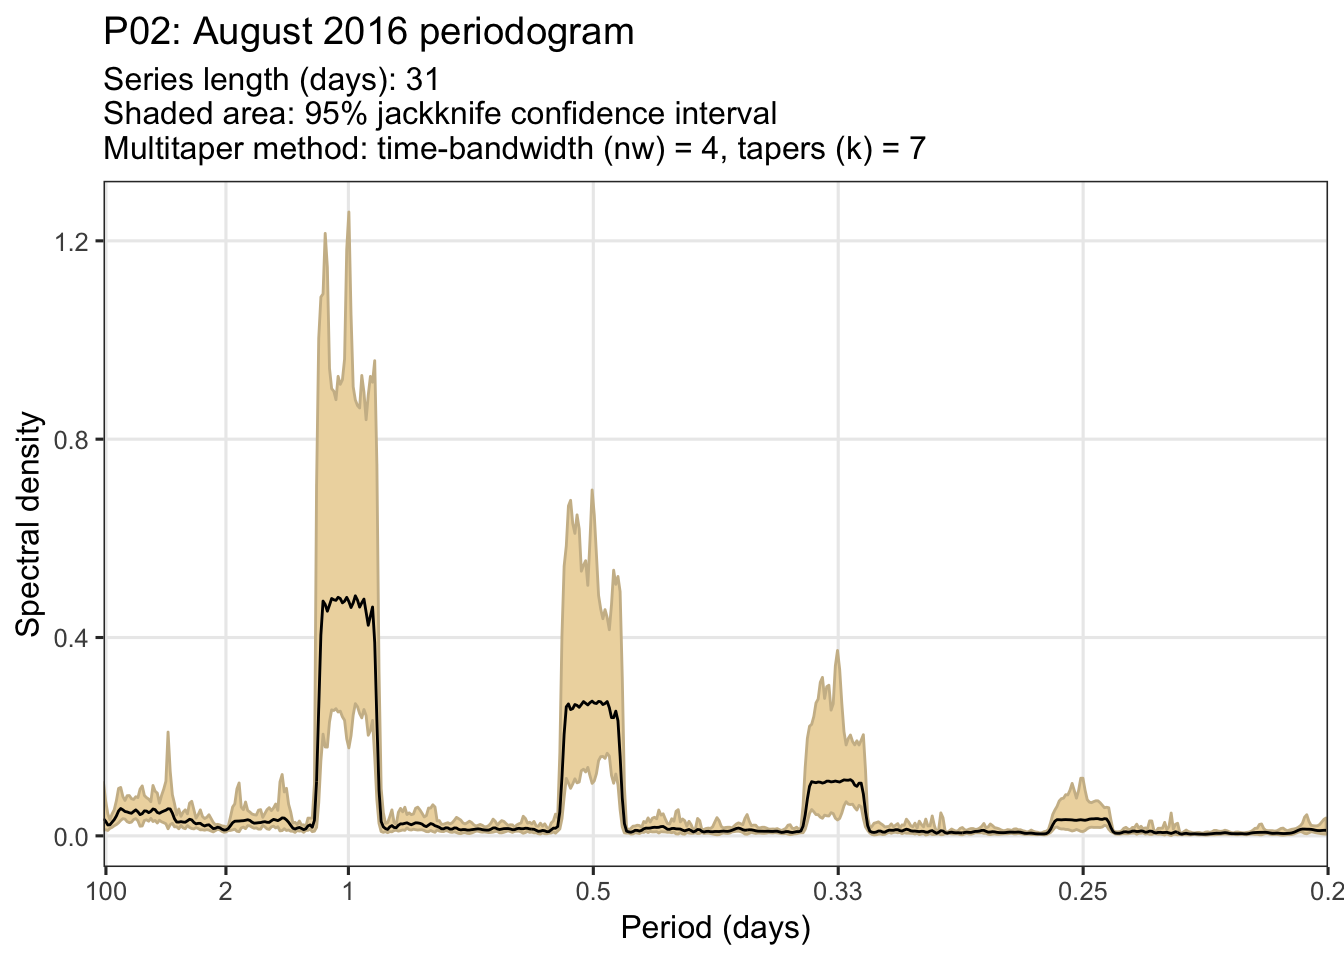 P02: August 2016 periodogram
Series length (days): 31
Shaded area: 95% jackknife confidence interval
Multitaper method: time-bandwidth (nw) = 4, tapers (k) = 7
1.2
0.8
0.4
0.0
Spectral density
100 2 1 0.5 0.33 0.25 0.2
Period (days)